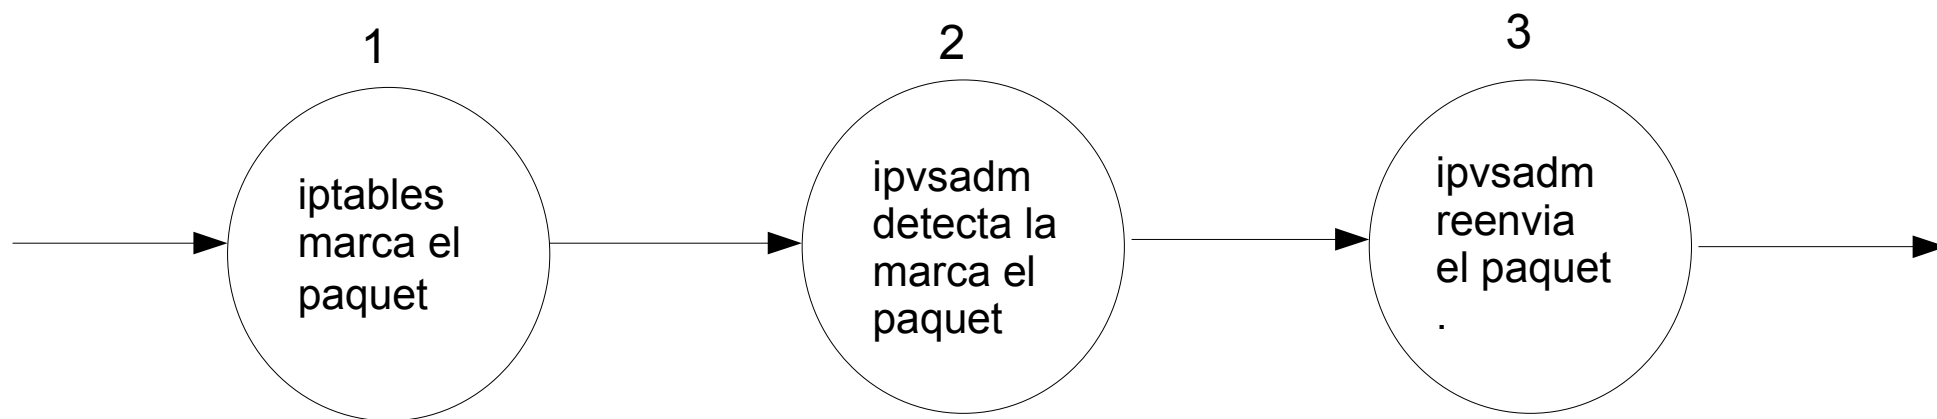 1
iptables
marca el
paquet
2
ipvsadm
detecta la
marca el
paquet
3
ipvsadm
reenvia
el paquet
.